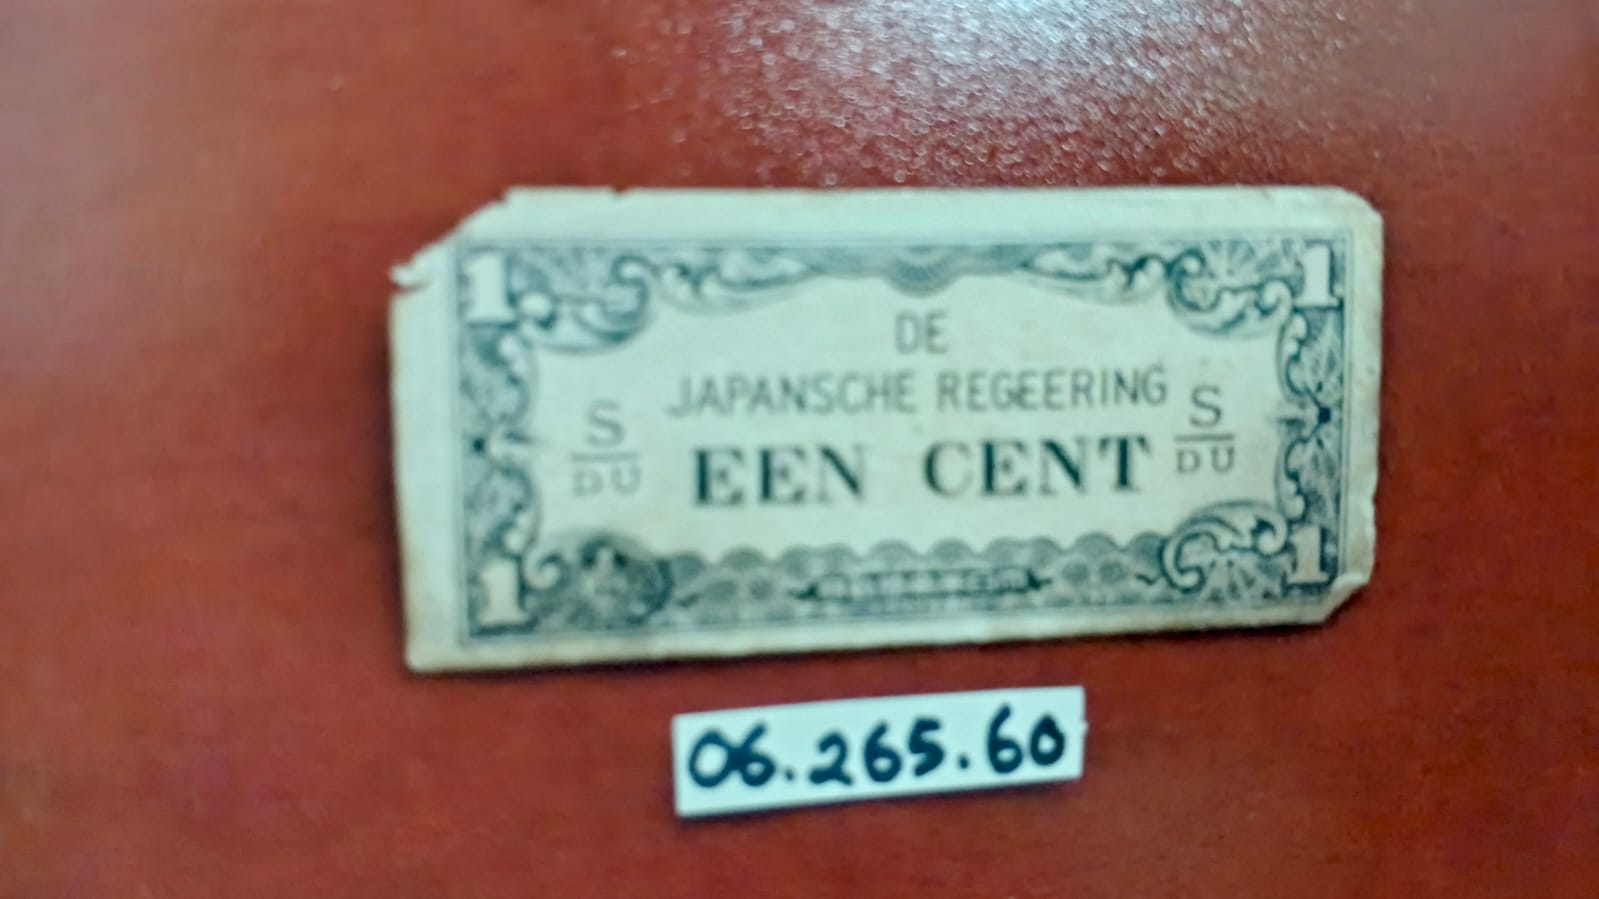 1 1
DE
JAPANSCHE REGEERING
S/DU EEN CENT S/DU
1 1
06.265.60